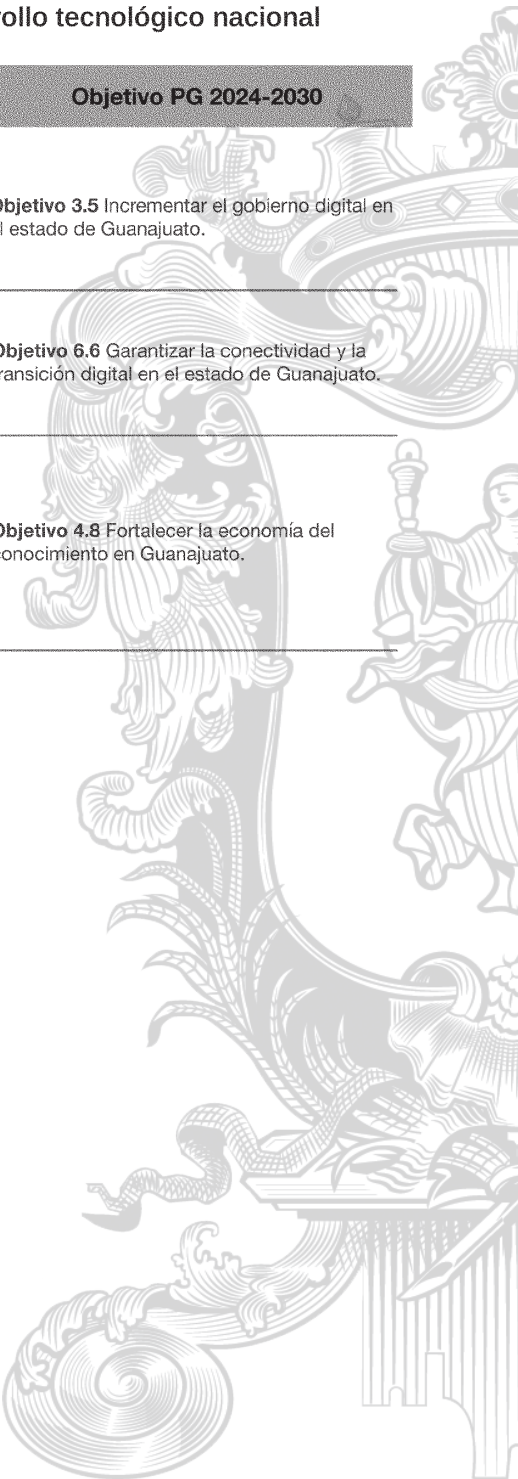 rollo tecnológico nacional
Objetivo PG 2024-2030
Objetivo 3.5 Incrementar el gobierno digital en
l estado de Guanajuato.
Objetivo 6.6 Garantizar la conectividad y la
ransición digital en el estado de Guanajuato.
Objetivo 4.8 Fortalecer la economía del
onocimiento en Guanajuato.